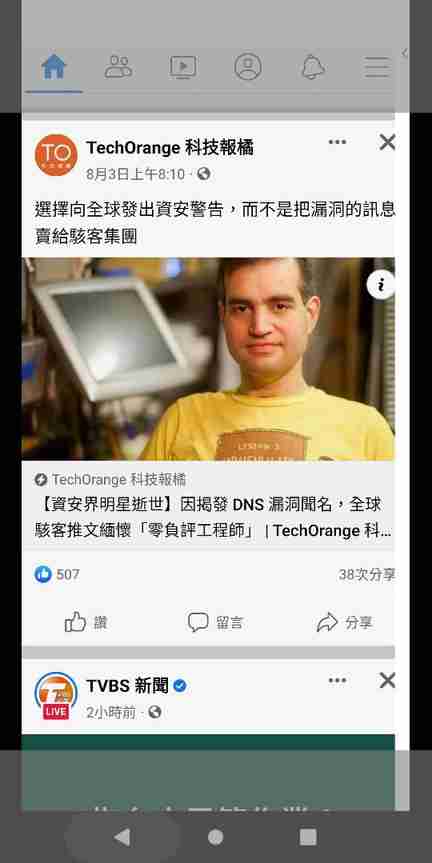 TO
TechOrange 科技報橘
8月3日上午8:10 ·
選擇向全球發出資安警告，而不是把漏洞的訊息
賣給駭客集團
i
TechOrange 科技報橘
【資安界明星逝世】因揭發 DNS 漏洞聞名，全球
駭客推文緬懷「零負評工程師」 | TechOrange 科...
507
38次分享
讚
留言
分享
TVBS 新聞
LIVE
2小時前 ·